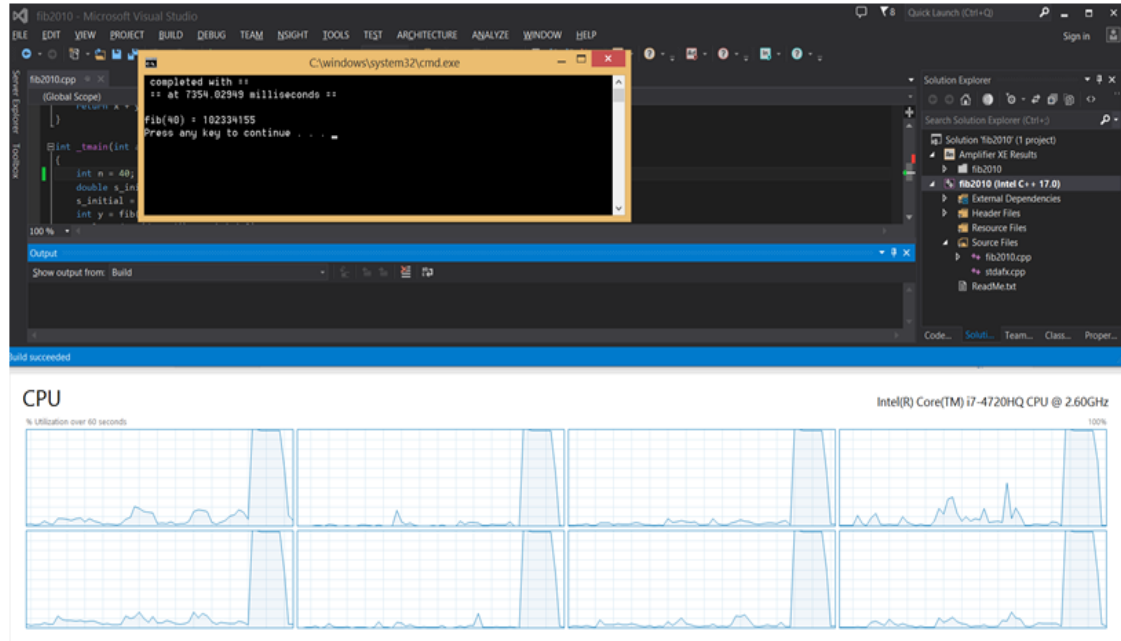 fib2010 - Microsoft Visual Studio
8
Quick Launch (Ctrl+Q)
FILE EDIT VIEW PROJECT BUILD DEBUG TEAM NSIGHT TOOLS TEST ARCHITECTURE ANALYZE WINDOW HELP
Sign in
Server Explorer
Toolbox
fib2010.cpp
(Global Scope)
return x +
}
int _tmain(int
{
int n = 40;
double s_ini
s_initial =
int y = fib(
100 %
C:\windows\system32\cmd.exe
completed with ==
== at 7354.02949 milliseconds ==
fib(40) = 102334155
Press any key to continue . . .
Output
Show output from: Build
Build succeeded
Solution Explorer
Search Solution Explorer (Ctrl+;)
Solution 'fib2010' (1 project)
Amplifier XE Results
fib2010
fib2010 (Intel C++ 17.0)
External Dependencies
Header Files
Resource Files
Source Files
fib2010.cpp
stdafx.cpp
ReadMe.txt
Code... Soluti... Team... Class... Proper...
CPU
Intel(R) Core(TM) i7-4720HQ CPU @ 2.60GHz
% Utilization over 60 seconds
100%